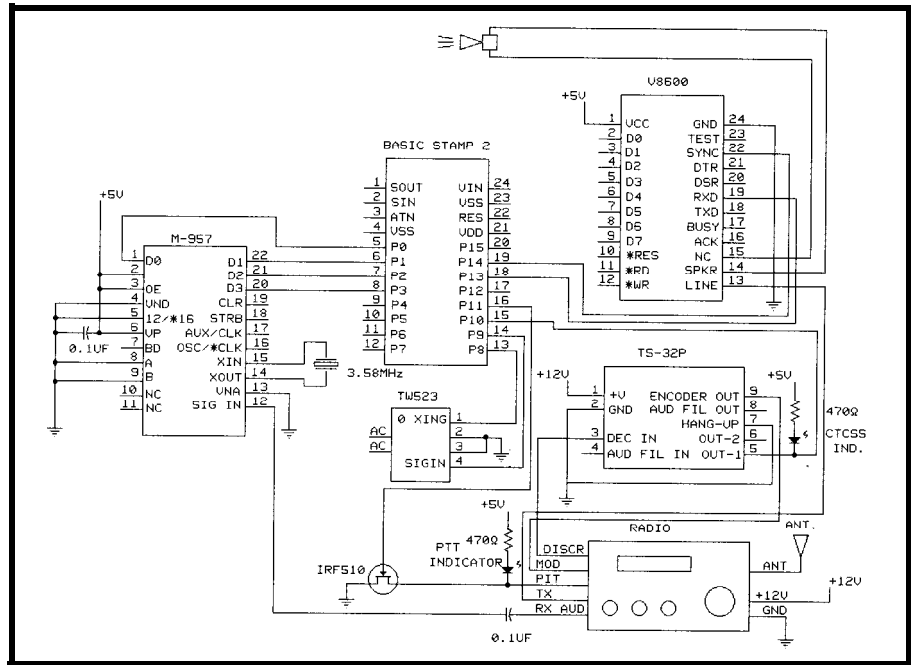 V8600
+5V
1 VCC GND 24
2 D0 TEST 23
3 D1 SYNC 22
4 D2 DTR 21
5 D3 DSR 20
6 D4 RXD 19
7 D5 TXD 18
8 D6 BUSY 17
9 D7 ACK 16
10 *RES NC 15
11 *RD SPKR 14
12 *WR LINE 13
BASIC STAMP 2
1 SOUT VIN 24
2 SIN VSS 23
3 ATN RES 22
4 VSS VDD 21
5 P0 P15 20
6 P1 P14 19
7 P2 P13 18
8 P3 P12 17
9 P4 P11 16
10 P5 P10 15
11 P6 P9 14
12 P7 P8 13
+5V
M-957
1 D0 D1 22
2 D2 21
3 OE D3 20
4 VND CLR 19
5 12/*16 STRB 18
6 VP AUX/CLK 17
7 BD OSC/*CLK 16
8 A XIN 15
9 B XOUT 14
10 NC VNA 13
11 NC SIG IN 12
0.1UF
3.58MHz
TW523
0 XING 1
AC 2
AC 3
SIGIN 4
TS-32P
+12V
1 +V ENCODER OUT 9
2 GND AUD FIL OUT 8
HANG-UP 7
3 DEC IN OUT-2 6
4 AUD FIL IN OUT-1 5
+5V
470Ω
CTCSS
IND.
+5V
470Ω
PTT
INDICATOR
IRF510
RADIO
DISCR
MOD
PIT
TX
RX AUD
0.1UF
ANT.
ANT
+12V
+12V
GND